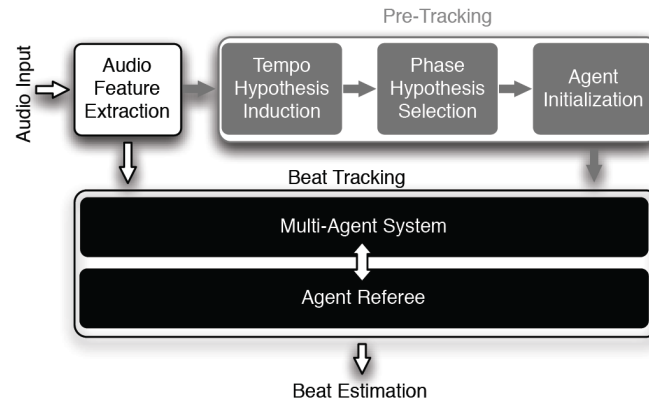 Pre-Tracking
Audio Input
Audio
Feature
Extraction
Tempo
Hypothesis
Induction
Phase
Hypothesis
Selection
Agent
Initialization
Beat Tracking
Multi-Agent System
Agent Referee
Beat Estimation